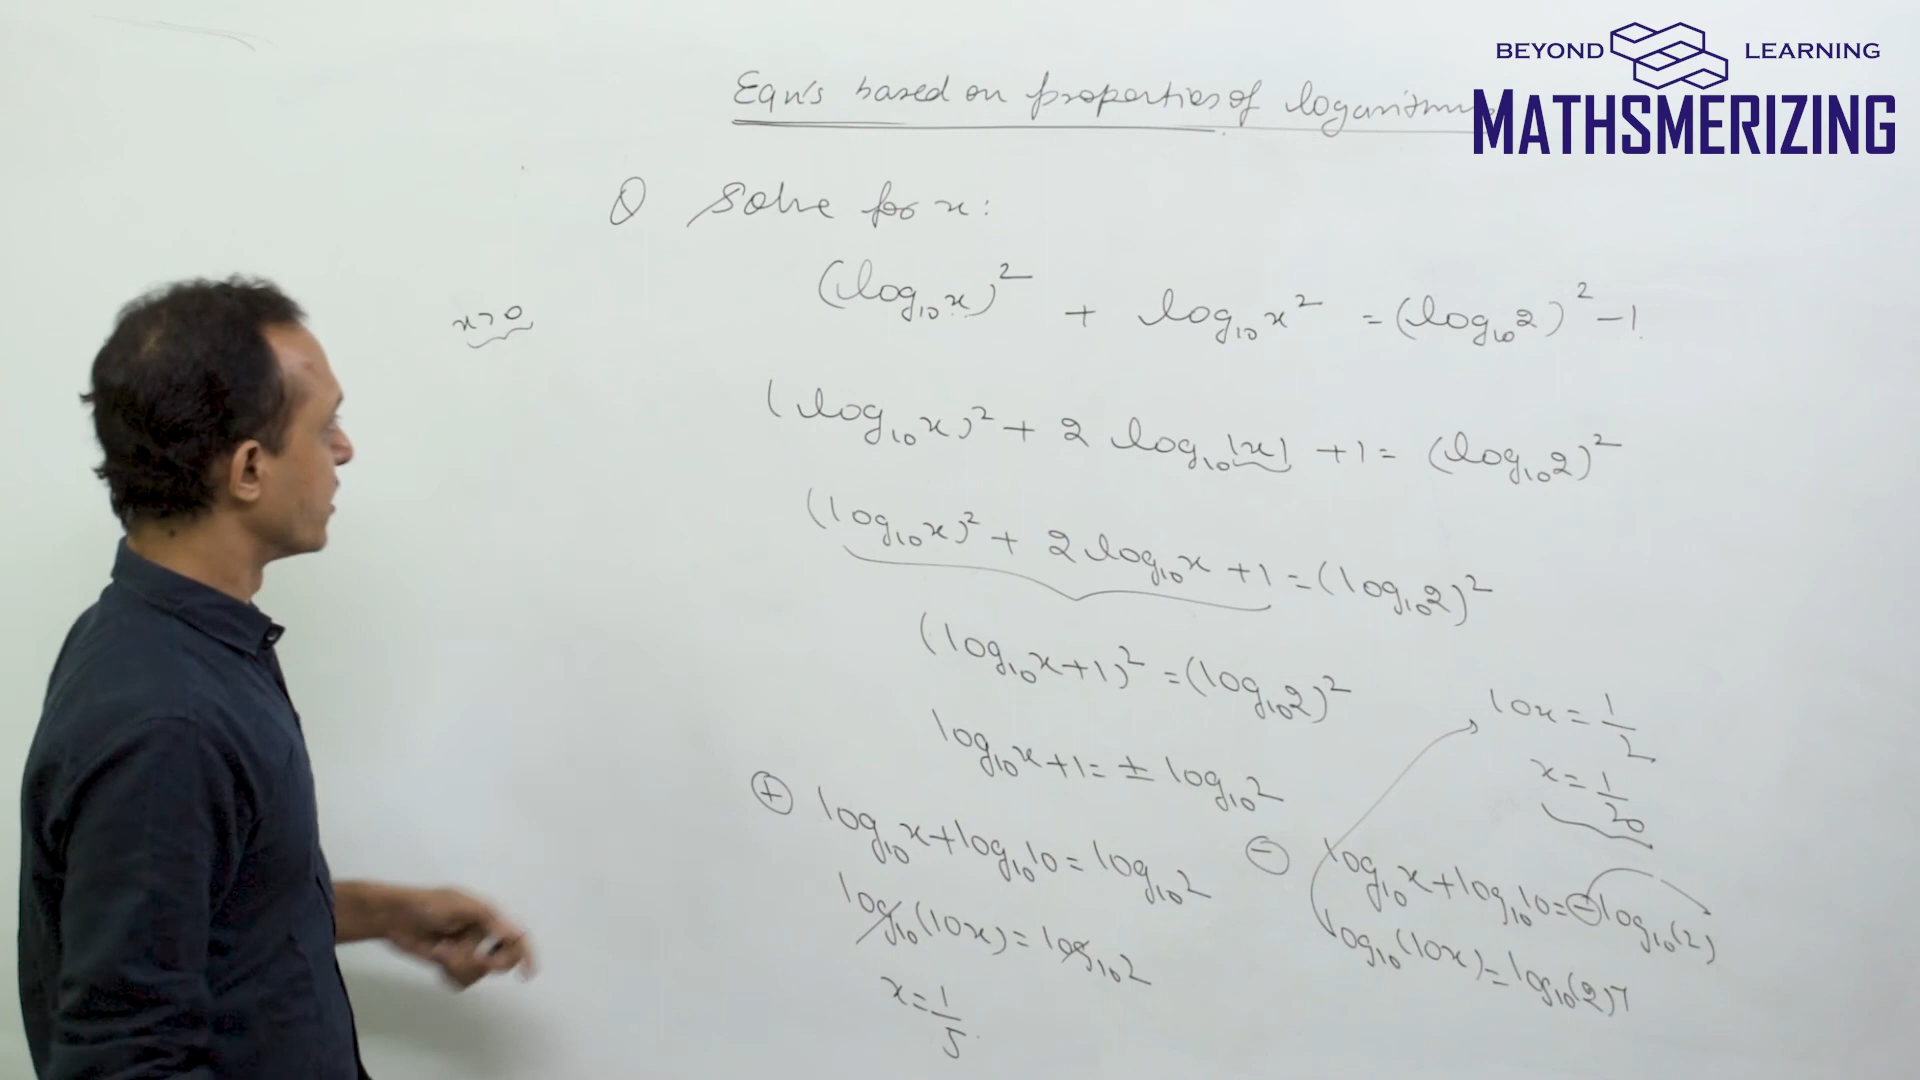 BEYOND LEARNING
MATHSMERIZING
Eqn's based on properties of logarithms
Q Solve for x:
x>0
(log₁₀x)² + log₁₀x² = (log₁₀2)² - 1
(log₁₀x)² + 2 log₁₀|x| + 1 = (log₁₀2)²
(log₁₀x)² + 2 log₁₀x + 1 = (log₁₀2)²
(log₁₀x+1)² = (log₁₀2)²
log₁₀x+1 = ± log₁₀2
⊕ log₁₀x + log₁₀10 = log₁₀2
log₁₀(10x) = log₁₀2
x = 1/5
⊖ log₁₀x + log₁₀10 = - log₁₀(2)
log₁₀(10x) = log₁₀(2)⁻¹
10x = 1/2
x = 1/20